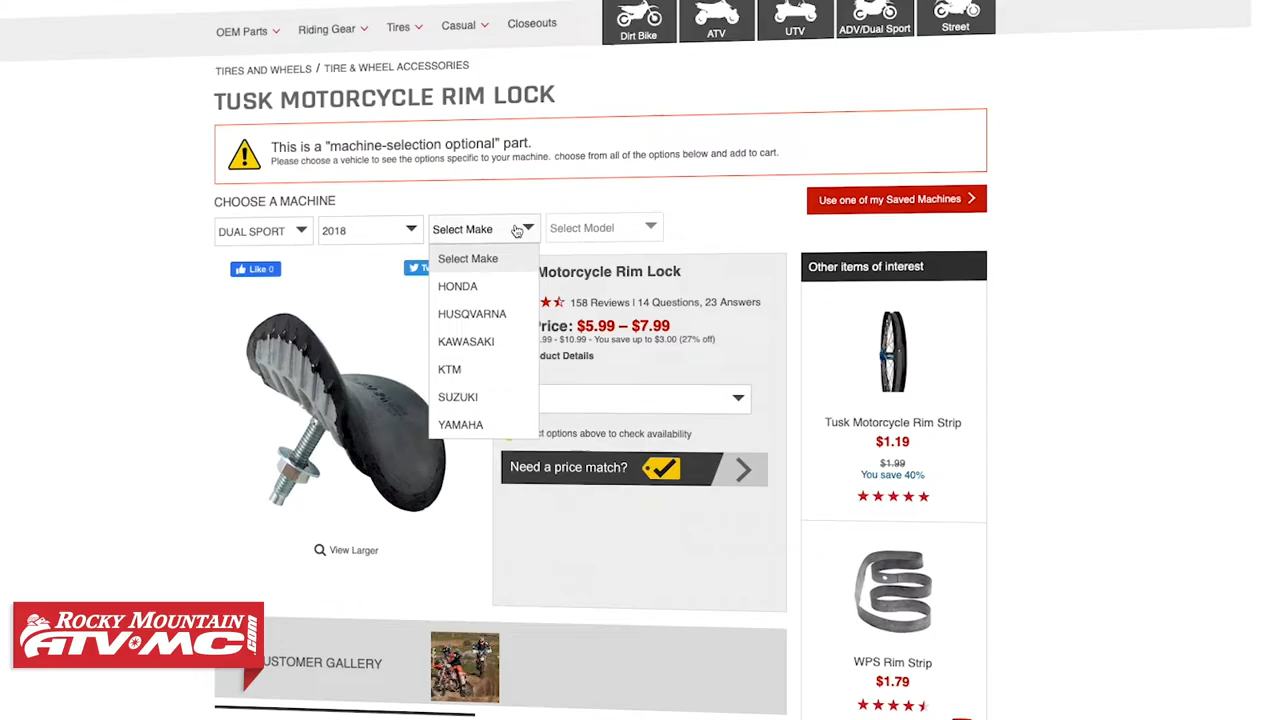 OEM Parts Riding Gear Tires Casual Closeouts
Dirt Bike ATV UTV ADV/Dual Sport Street
TIRES AND WHEELS / TIRE & WHEEL ACCESSORIES
TUSK MOTORCYCLE RIM LOCK
This is a "machine-selection optional" part.
Please choose a vehicle to see the options specific to your machine. choose from all of the options below and add to cart.
CHOOSE A MACHINE
Use one of my Saved Machines
DUAL SPORT 2018 Select Make Select Model
Select Make
HONDA
HUSQVARNA
KAWASAKI
KTM
SUZUKI
YAMAHA
Like 0
Motorcycle Rim Lock
158 Reviews | 14 Questions, 23 Answers
Price: $5.99 – $7.99
.99 - $10.99 - You save up to $3.00 (27% off)
duct Details
ct options above to check availability
Need a price match?
View Larger
Other items of interest
Tusk Motorcycle Rim Strip
$1.19
$1.99
You save 40%
WPS Rim Strip
$1.79
ROCKY MOUNTAIN
ATV•MC.com
USTOMER GALLERY